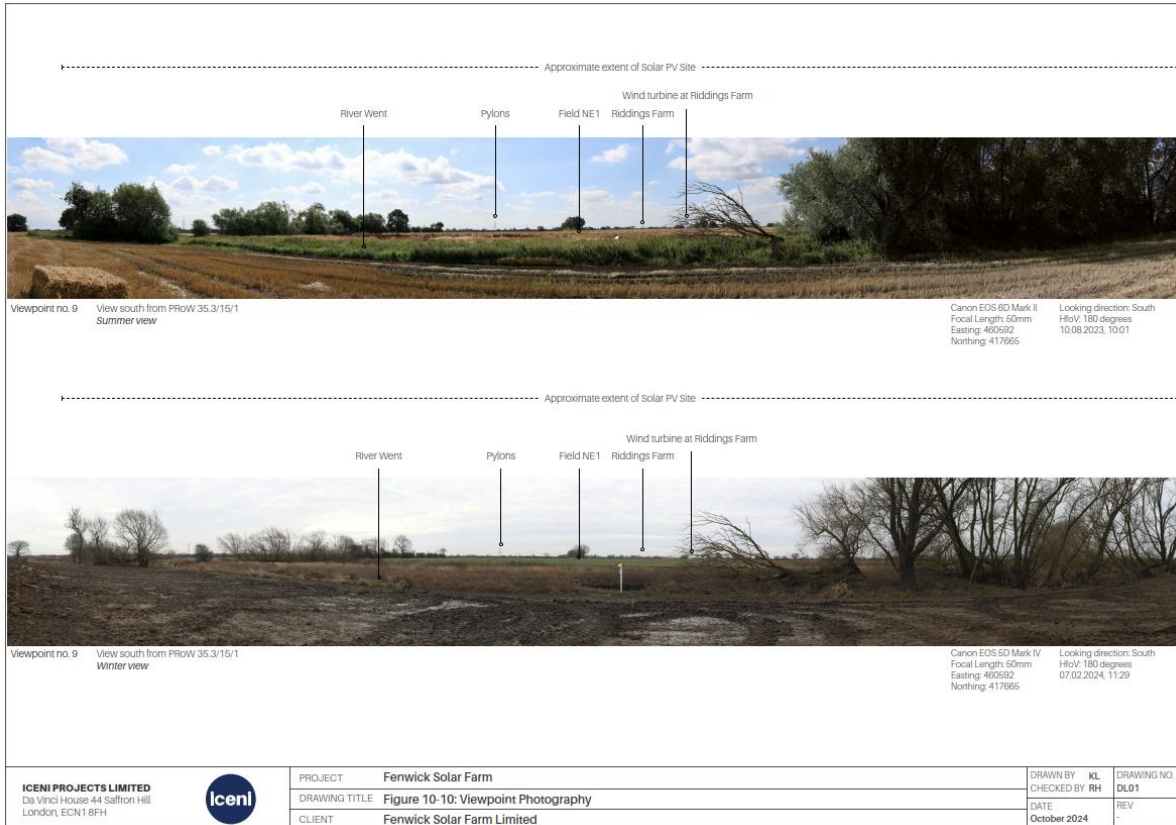 Approximate extent of Solar PV Site
Wind turbine at Riddings Farm
River Went
Pylons
Field NE1
Riddings Farm
Viewpoint no. 9
View south from PRoW 35.3/15/1
Summer view
Canon EOS 6D Mark II
Focal Length: 50mm
Easting: 460592
Northing: 417665
Looking direction: South
HfoV: 180 degrees
10.08.2023, 10:01
Approximate extent of Solar PV Site
Wind turbine at Riddings Farm
River Went
Pylons
Field NE1
Riddings Farm
Viewpoint no. 9
View south from PRoW 35.3/15/1
Winter view
Canon EOS 5D Mark IV
Focal Length: 50mm
Easting: 460592
Northing: 417665
Looking direction: South
HfoV: 180 degrees
07.02.2024, 11:29
ICENI PROJECTS LIMITED
Da Vinci House 44 Saffron Hill
London, ECN1 8FH
iceni
PROJECT Fenwick Solar Farm
DRAWING TITLE Figure 10-10: Viewpoint Photography
CLIENT Fenwick Solar Farm Limited
DRAWN BY KL
CHECKED BY RH
DATE
October 2024
DRAWING NO.
DL01
REV
-